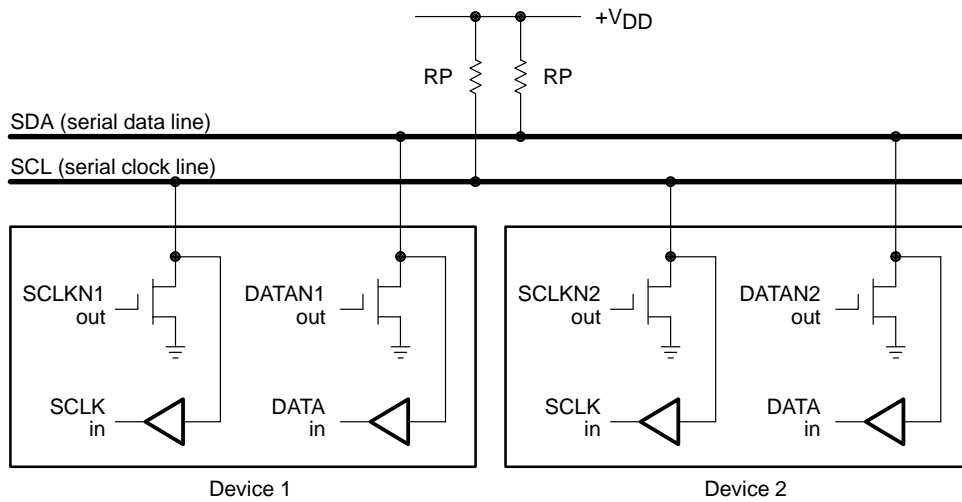 +VDD
RP
RP
SDA (serial data line)
SCL (serial clock line)
SCLKN1
out
DATAN1
out
SCLKN2
out
DATAN2
out
SCLK
in
DATA
in
SCLK
in
DATA
in
Device 1
Device 2